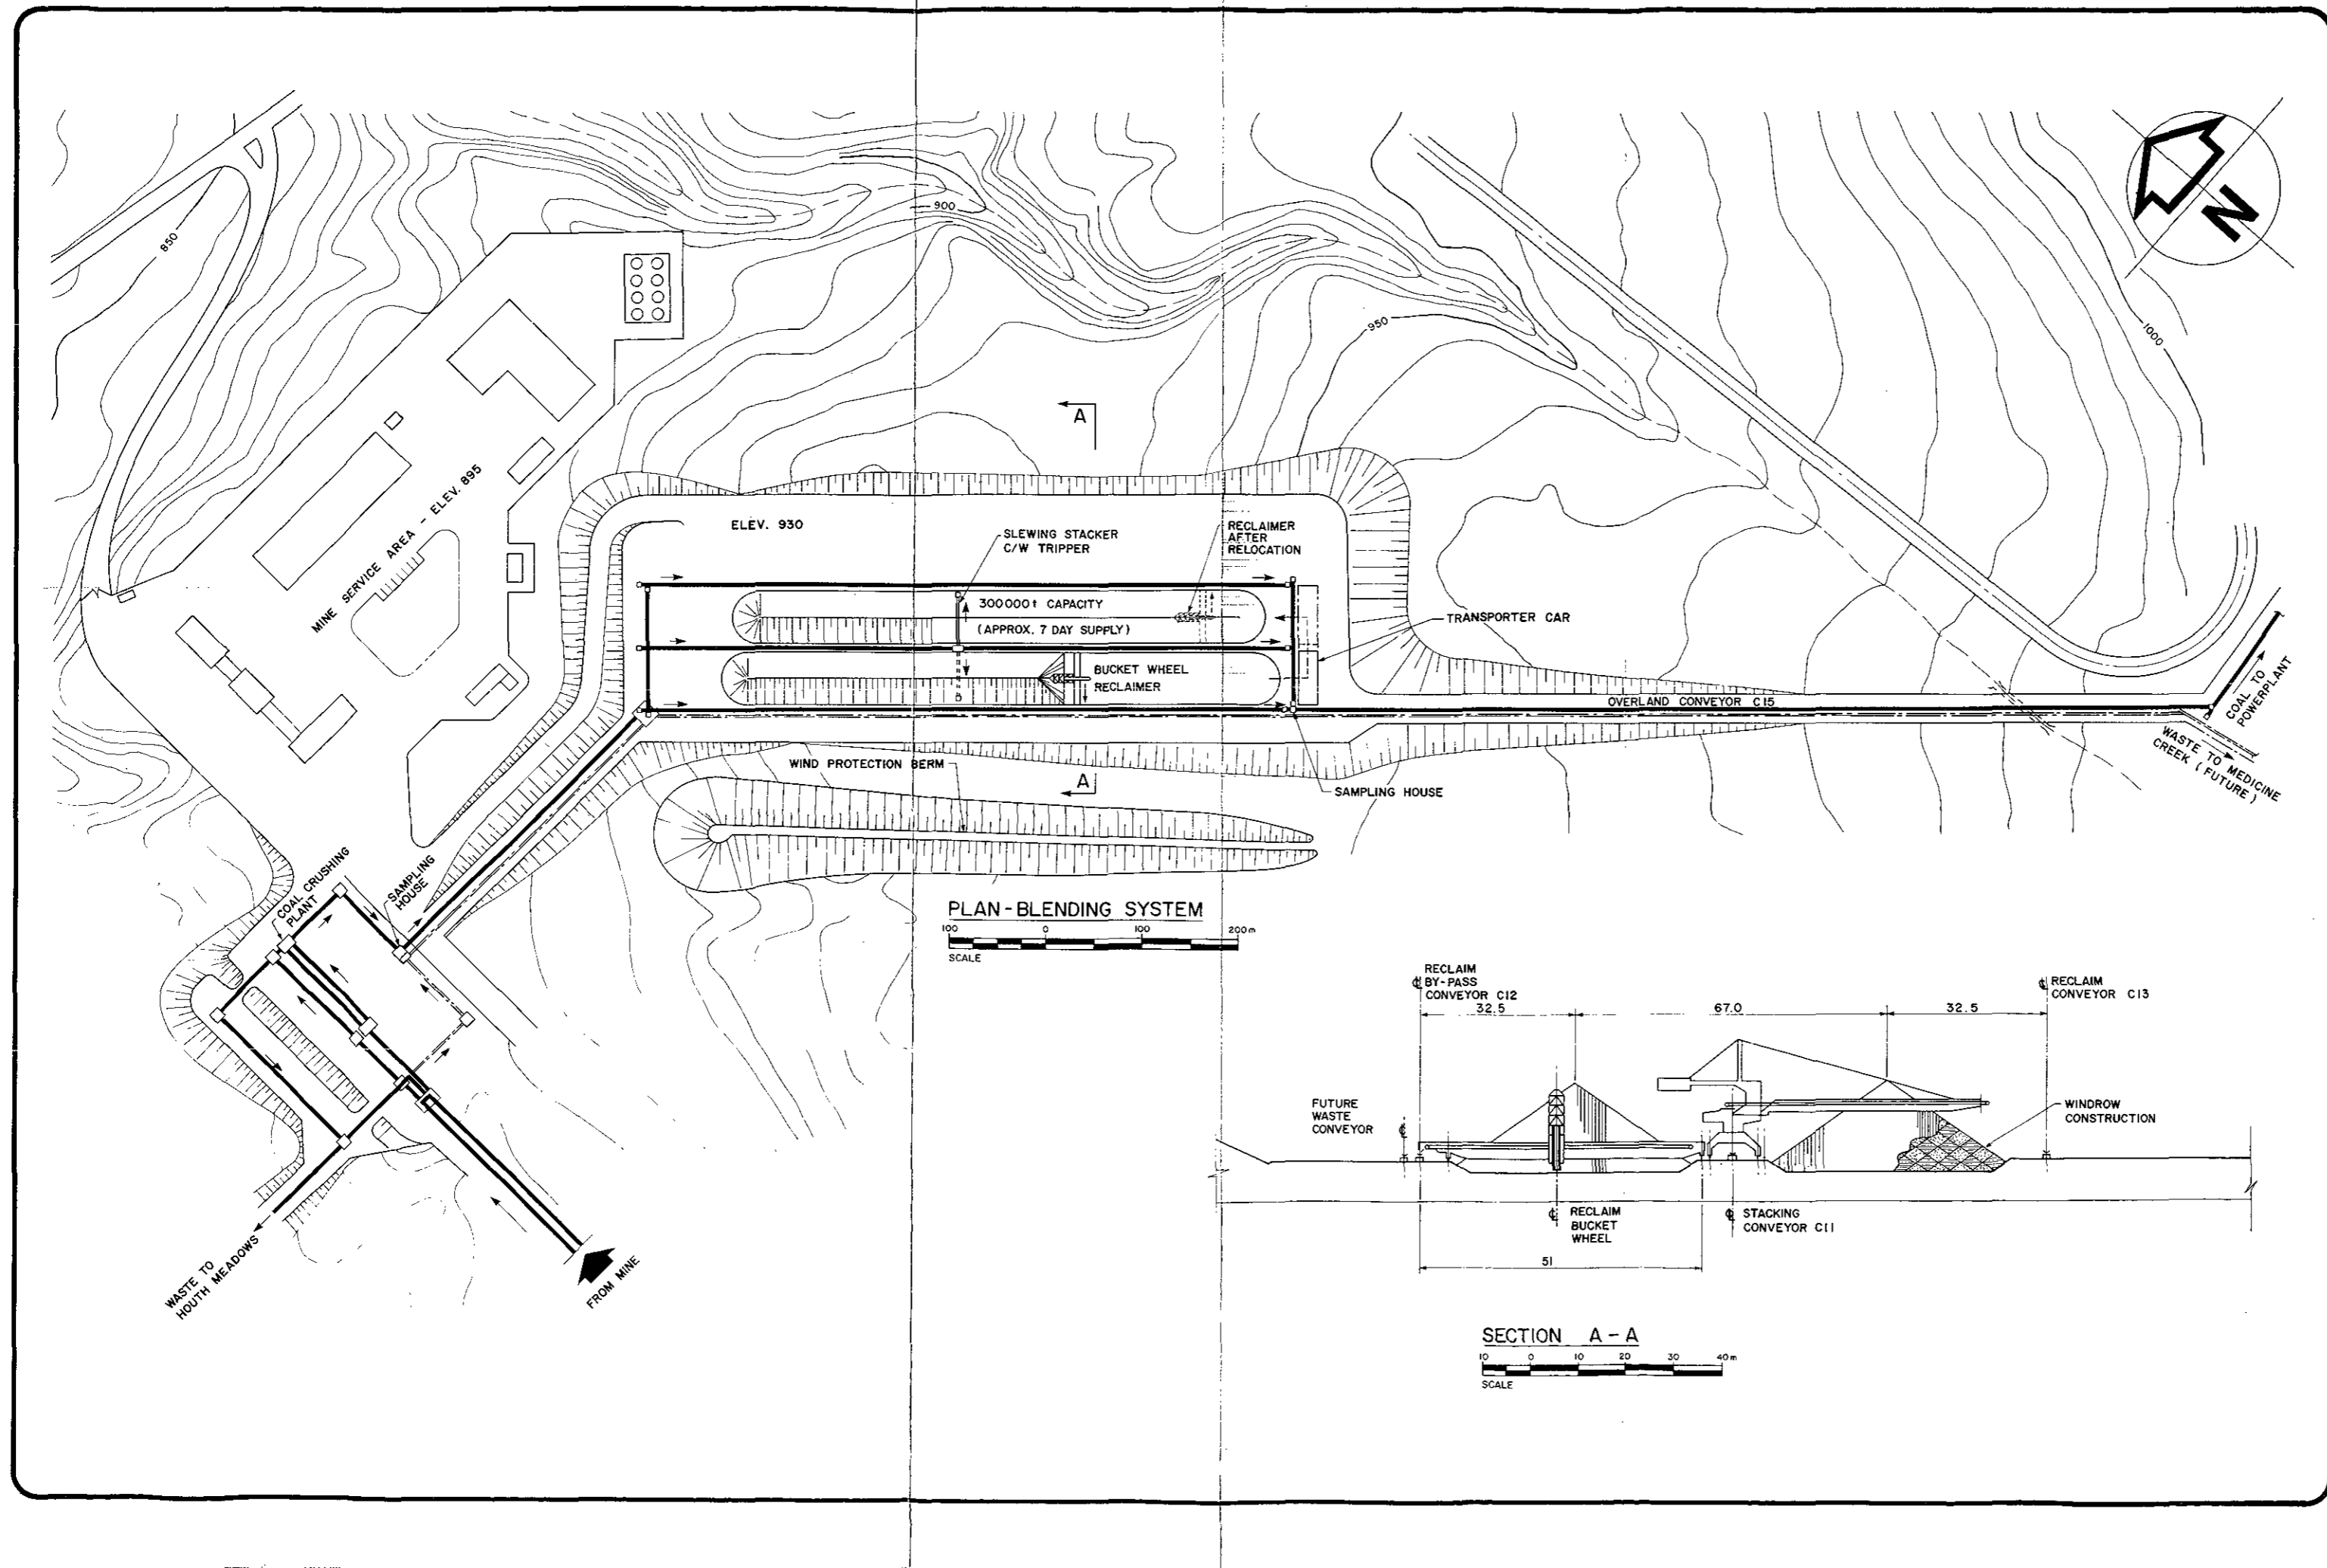 N
850
900
950
1000
A
MINE SERVICE AREA - ELEV. 895
ELEV. 930
SLEWING STACKER
C/W TRIPPER
RECLAIMER
AFTER
RELOCATION
300000t CAPACITY
(APPROX. 7 DAY SUPPLY)
TRANSPORTER CAR
BUCKET WHEEL
RECLAIMER
OVERLAND CONVEYOR C15
COAL TO
POWERPLANT
WASTE TO MEDICINE
CREEK (FUTURE)
WIND PROTECTION BERM
A
SAMPLING HOUSE
COAL CRUSHING
PLANT
SAMPLING
HOUSE
PLAN-BLENDING SYSTEM
100 0 100 200m
SCALE
WASTE TO
HOUTH MEADOWS
FROM MINE
RECLAIM
BY-PASS
CONVEYOR C12
RECLAIM
CONVEYOR C13
32.5 67.0 32.5
FUTURE
WASTE
CONVEYOR
WINDROW
CONSTRUCTION
RECLAIM
BUCKET
WHEEL
STACKING
CONVEYOR C11
51
SECTION A-A
10 0 10 20 30 40m
SCALE